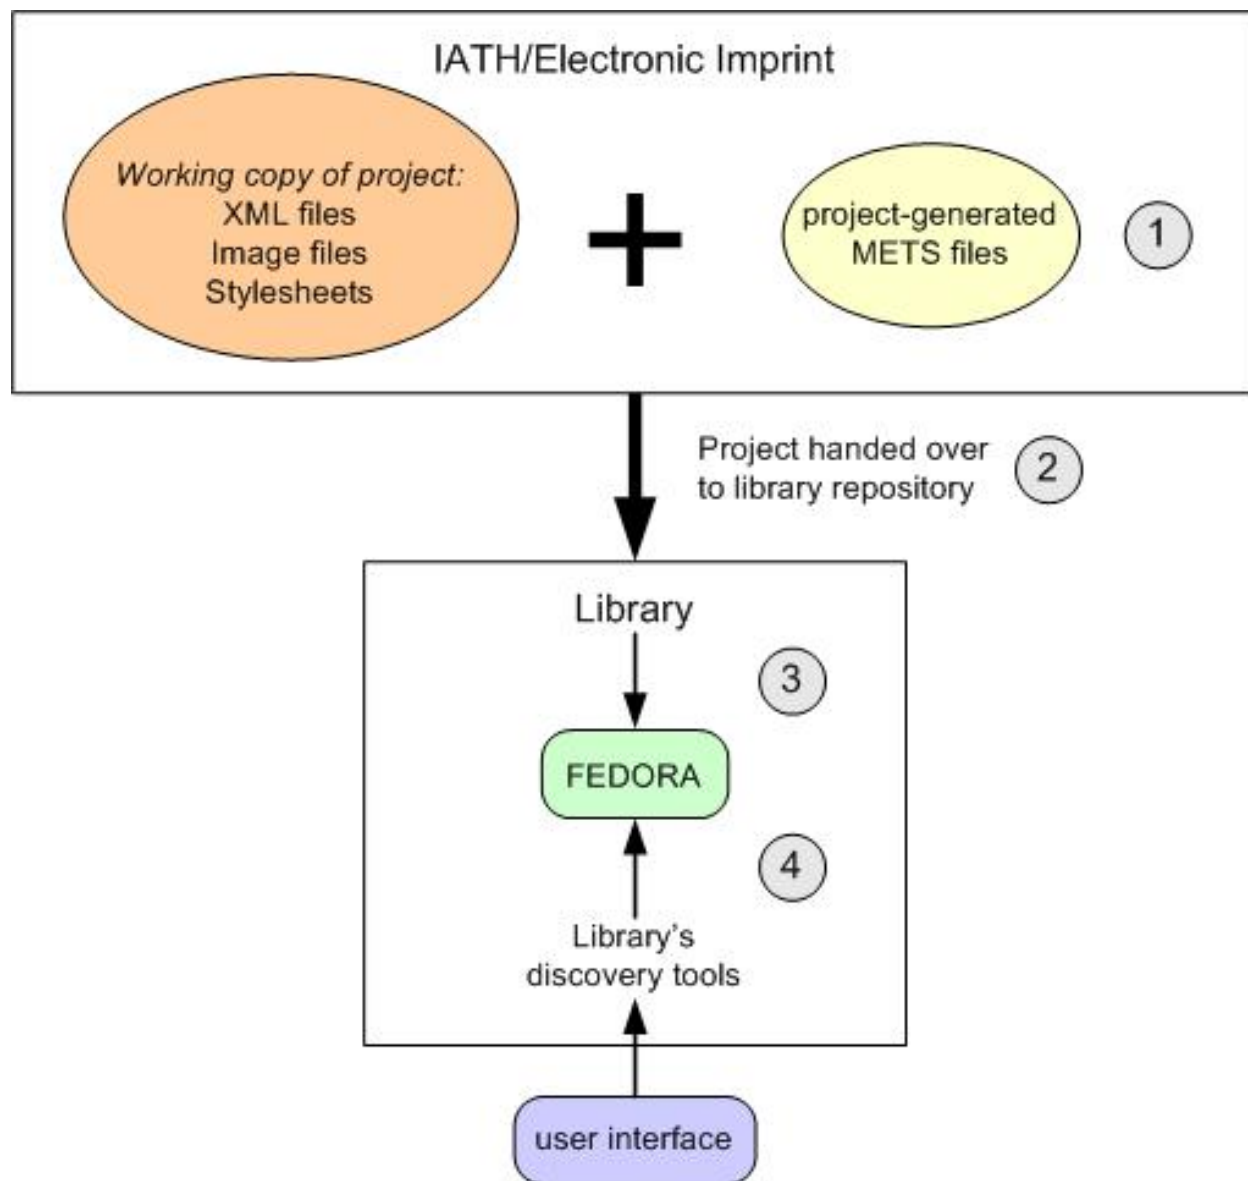 IATH/Electronic Imprint
Working copy of project:
XML files
Image files
Stylesheets
project-generated
METS files
1
Project handed over
to library repository
2
Library
3
FEDORA
4
Library's
discovery tools
user interface